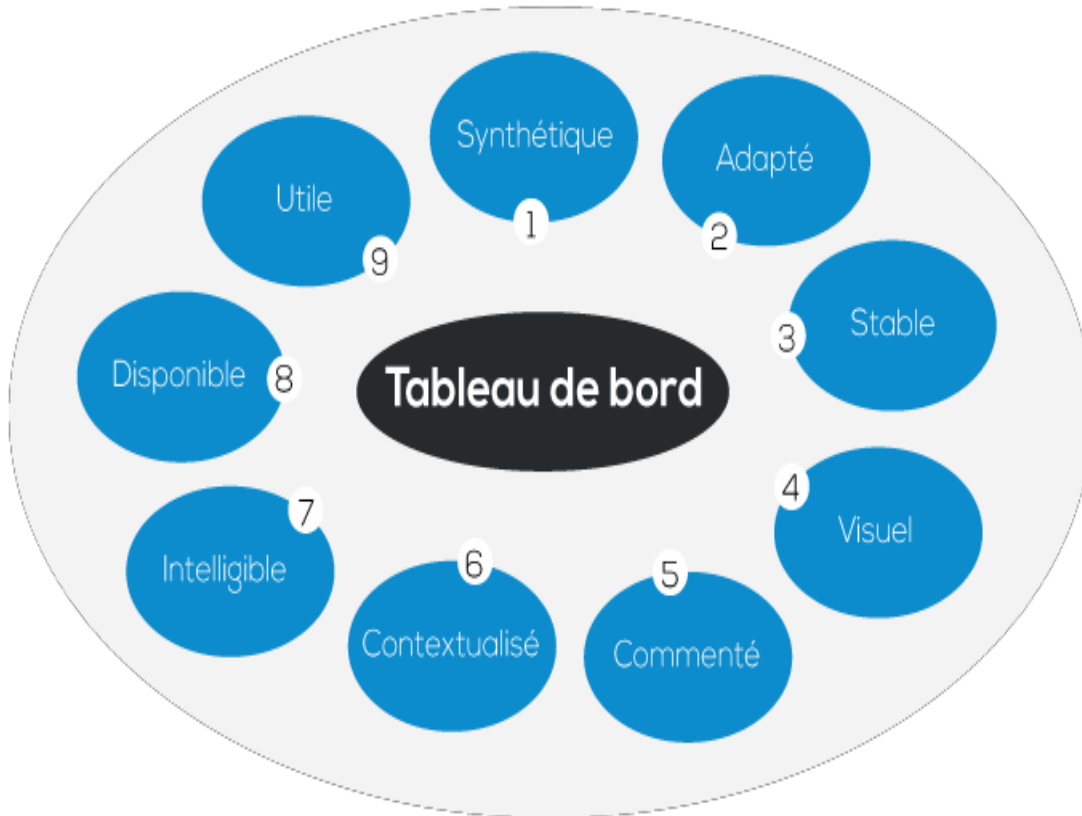 Synthétique
1
Adapté
2
Stable
3
Visuel
4
Commenté
5
Contextualisé
6
Intelligible
7
Disponible
8
Utile
9
Tableau de bord